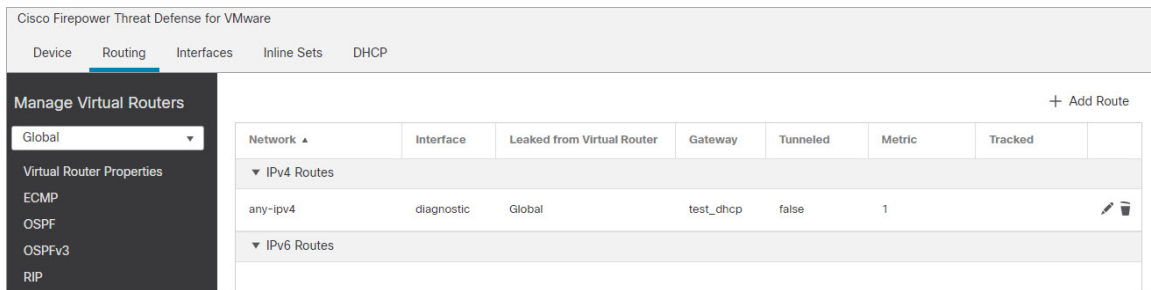 Cisco Firepower Threat Defense for VMware
Device Routing Interfaces Inline Sets DHCP
Manage Virtual Routers
Global
Virtual Router Properties
ECMP
OSPF
OSPFv3
RIP
+ Add Route
Network Interface Leaked from Virtual Router Gateway Tunneled Metric Tracked
IPv4 Routes
any-ipv4 diagnostic Global test_dhcp false 1
IPv6 Routes